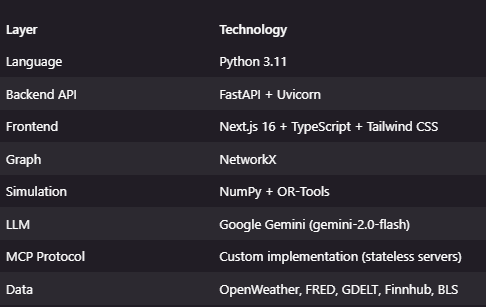 Layer Technology
Language Python 3.11
Backend API FastAPI + Uvicorn
Frontend Next.js 16 + TypeScript + Tailwind CSS
Graph NetworkX
Simulation NumPy + OR-Tools
LLM Google Gemini (gemini-2.0-flash)
MCP Protocol Custom implementation (stateless servers)
Data OpenWeather, FRED, GDELT, Finnhub, BLS